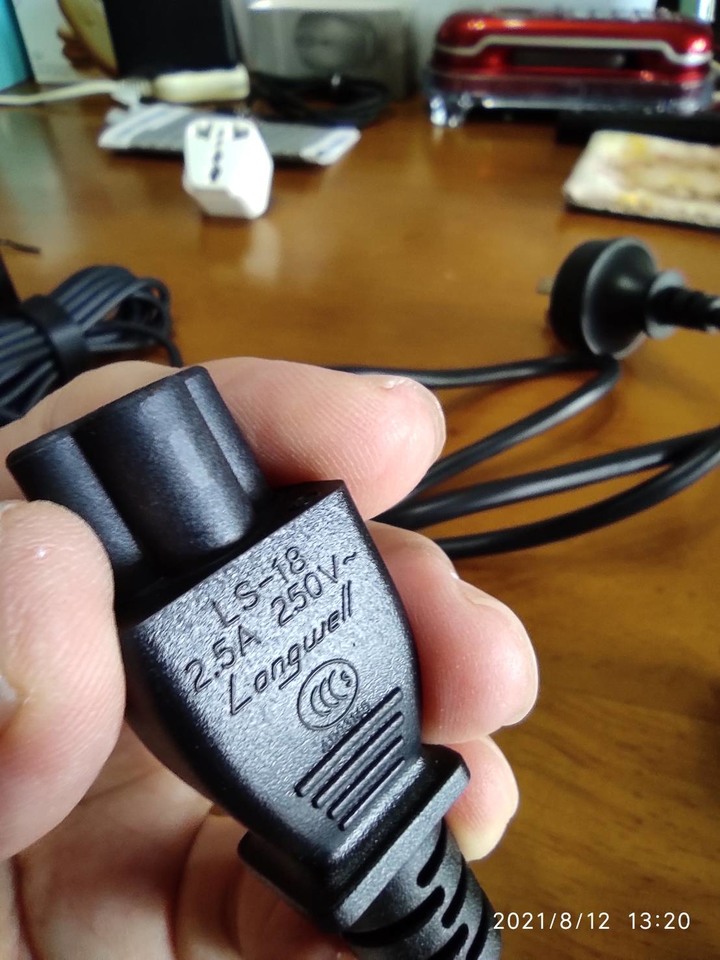 LS-18
2.5A 250V~
Longwell
CCC S
2021/8/12 13:20